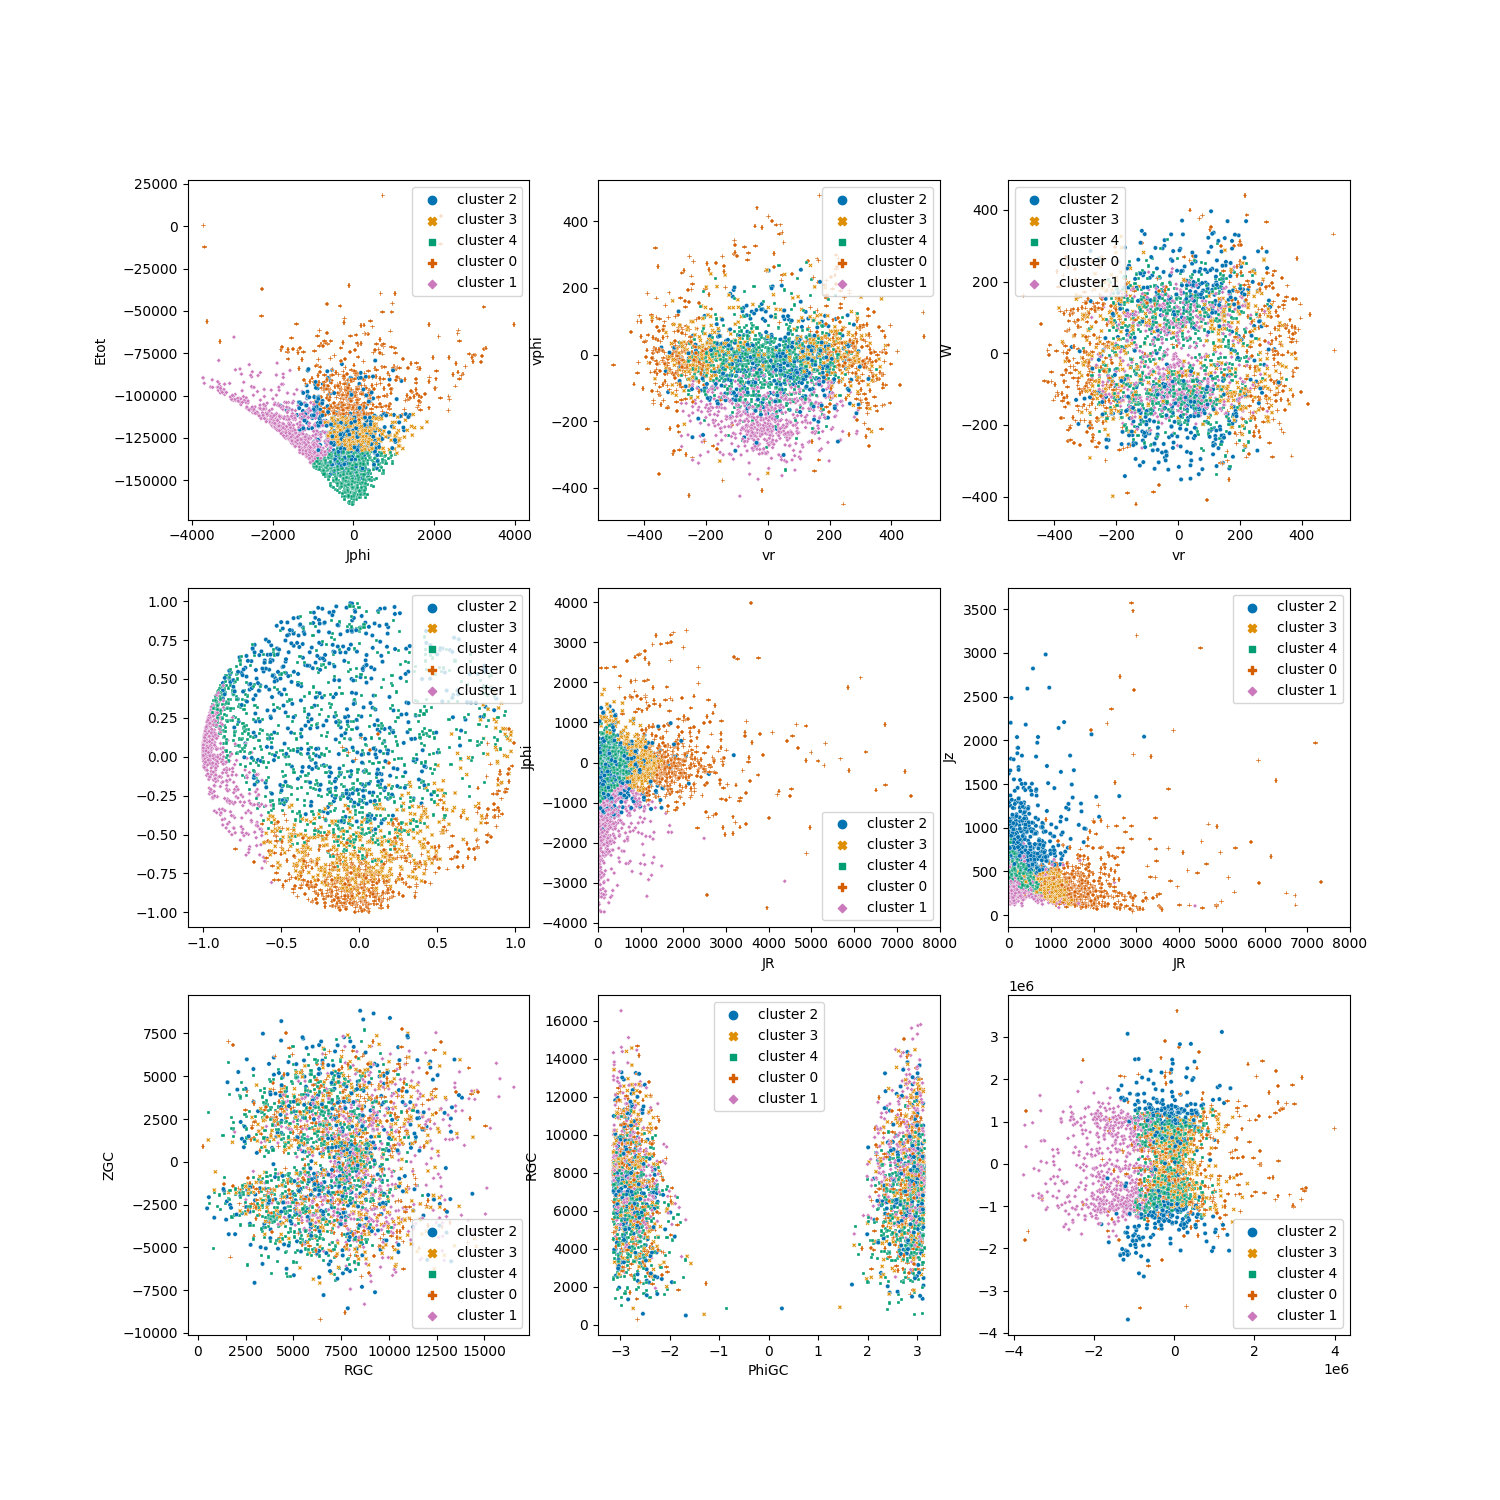 25000
0
−25000
−50000
−75000
−100000
−125000
−150000
Etot
−4000 −2000 0 2000 4000
Jphi
cluster 2
cluster 3
cluster 4
cluster 0
cluster 1
400
200
0
−200
−400
vphi
−400 −200 0 200 400
vr
cluster 2
cluster 3
cluster 4
cluster 0
cluster 1
400
200
0
−200
−400
W
−400 −200 0 200 400
vr
cluster 2
cluster 3
cluster 4
cluster 0
cluster 1
1.00
0.75
0.50
0.25
0.00
−0.25
−0.50
−0.75
−1.00
−1.0 −0.5 0.0 0.5 1.0
cluster 2
cluster 3
cluster 4
cluster 0
cluster 1
4000
3000
2000
1000
0
−1000
−2000
−3000
−4000
Jphi
0 1000 2000 3000 4000 5000 6000 7000 8000
JR
cluster 2
cluster 3
cluster 4
cluster 0
cluster 1
3500
3000
2500
2000
1500
1000
500
0
Jz
0 1000 2000 3000 4000 5000 6000 7000 8000
JR
cluster 2
cluster 3
cluster 4
cluster 0
cluster 1
7500
5000
2500
0
−2500
−5000
−7500
−10000
ZGC
0 2500 5000 7500 10000 12500 15000
RGC
cluster 2
cluster 3
cluster 4
cluster 0
cluster 1
16000
14000
12000
10000
8000
6000
4000
2000
0
RGC
−3 −2 −1 0 1 2 3
PhiGC
cluster 2
cluster 3
cluster 4
cluster 0
cluster 1
1e6
3
2
1
0
−1
−2
−3
−4
−4 −2 0 2 4
1e6
cluster 2
cluster 3
cluster 4
cluster 0
cluster 1